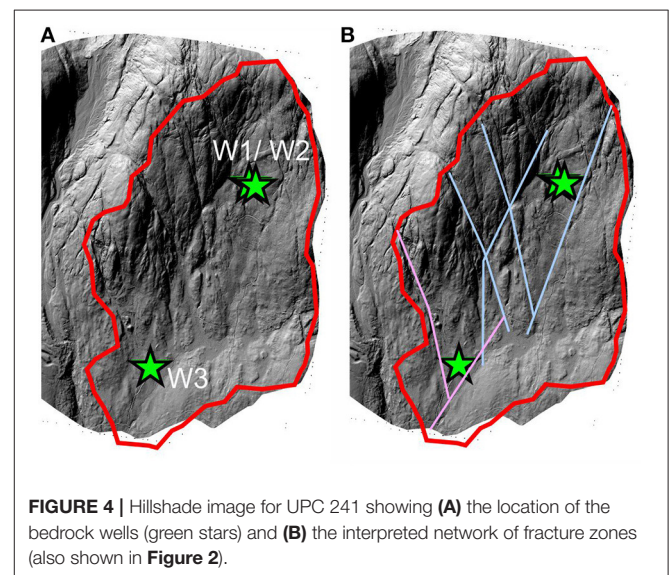 A
B
W1/ W2
W3
FIGURE 4 | Hillshade image for UPC 241 showing (A) the location of the
bedrock wells (green stars) and (B) the interpreted network of fracture zones
(also shown in Figure 2).